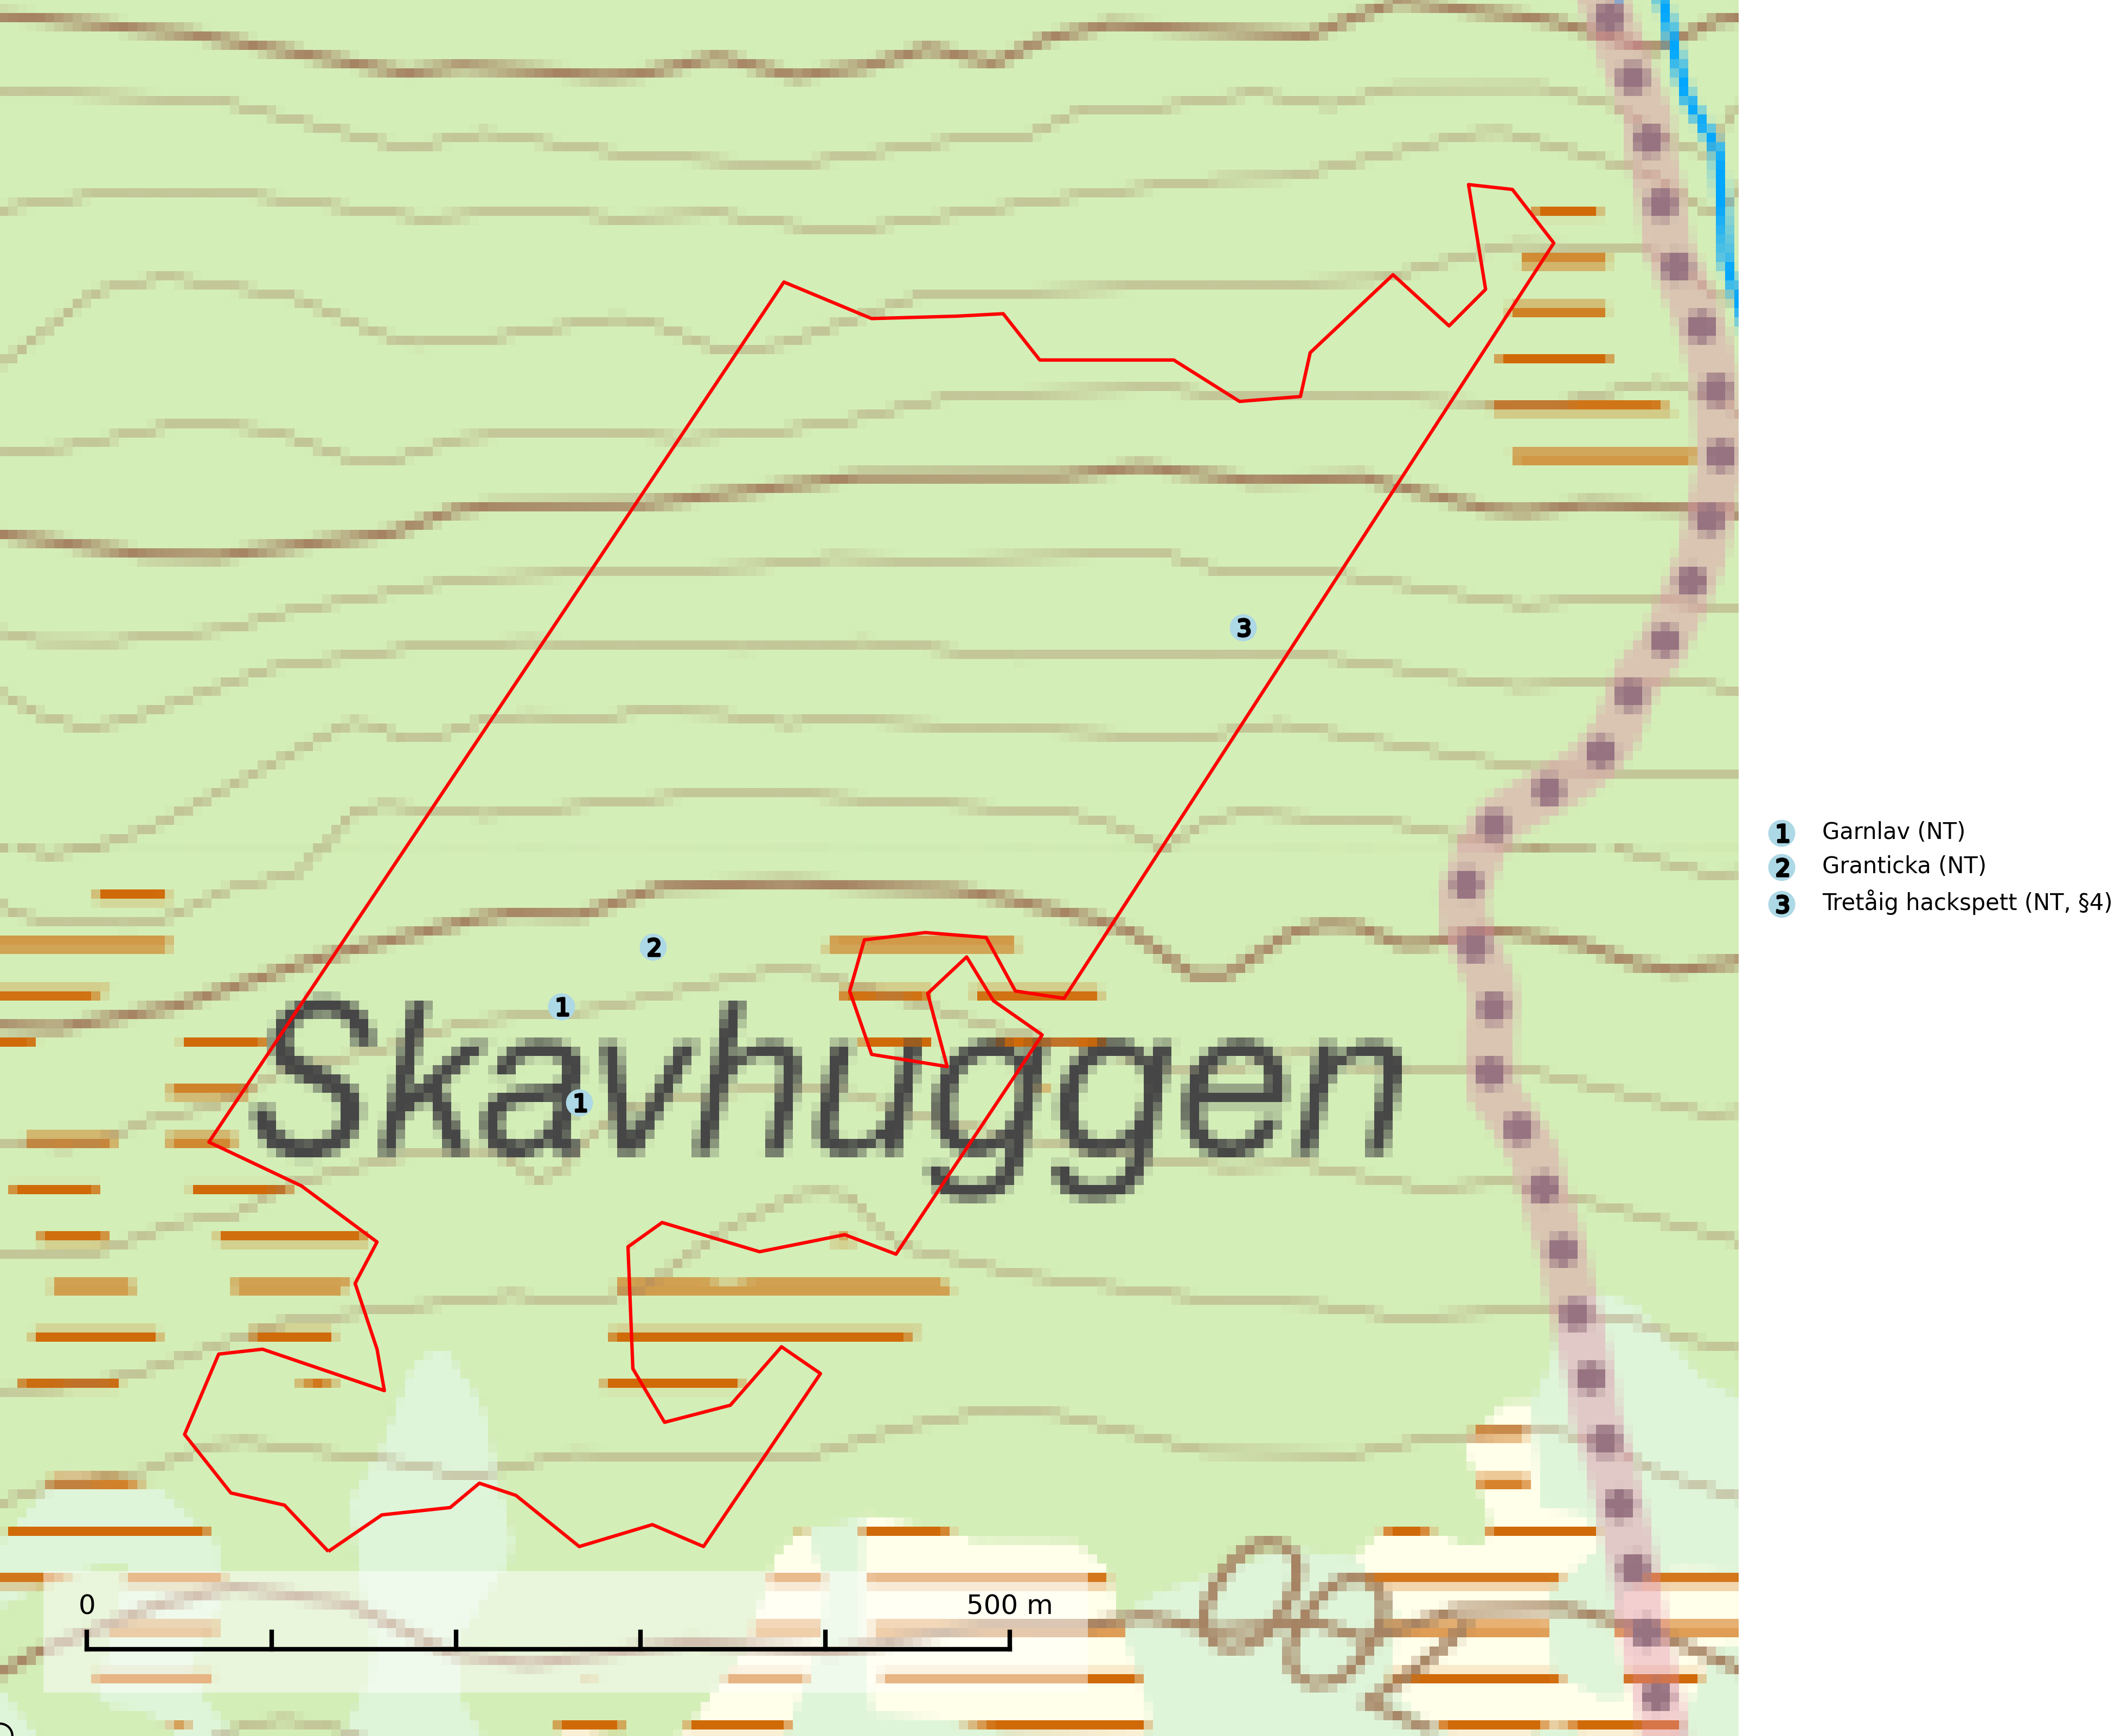 3
2
1
Skavhuggen
1
0 500 m
1 Garnlav (NT)
2 Granticka (NT)
3 Tretåig hackspett (NT, §4)